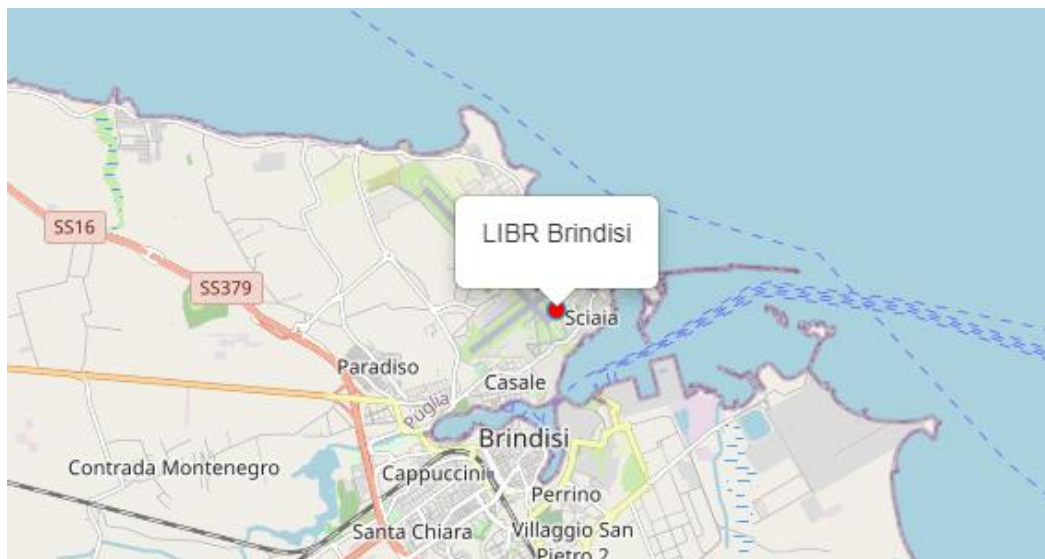 LIBR Brindisi
SS16
SS379
Sciaia
Paradiso
Casale
Puglia
Brindisi
Contrada Montenegro
Cappuccini
Perrino
Santa Chiara
Villaggio San
Pietro 2